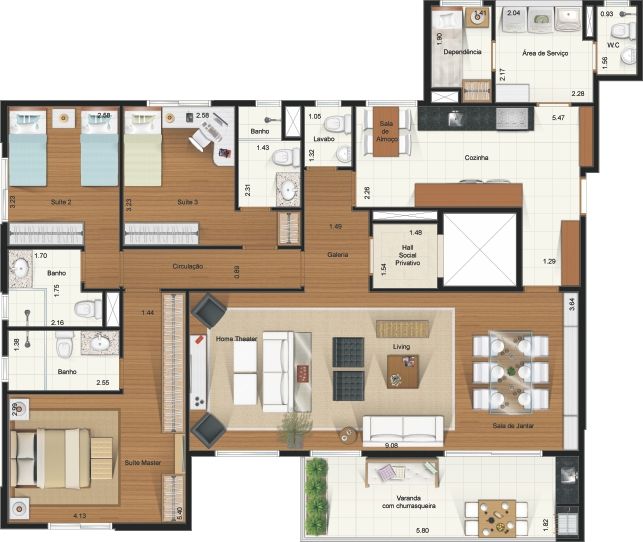 0.93
1.41
2.04
1.90
Dependência
Área de Serviço
W.C
1.56
2.17
2.28
2.58
2.58
Banho
1.05
Lavabo
Sala
de
Almoço
5.47
1.43
1.32
Cozinha
2.31
2.26
3.23
3.23
Suíte 2
Suíte 3
1.49
1.48
Hall
Social
Privativo
1.54
1.70
Banho
Circulação
0.89
Galeria
1.29
1.75
2.16
1.44
3.64
1.38
Banho
2.55
Home Theater
Living
2.99
Sala de Jantar
9.08
Suíte Master
Varanda
com churrasqueira
4.13
5.40
5.80
1.82